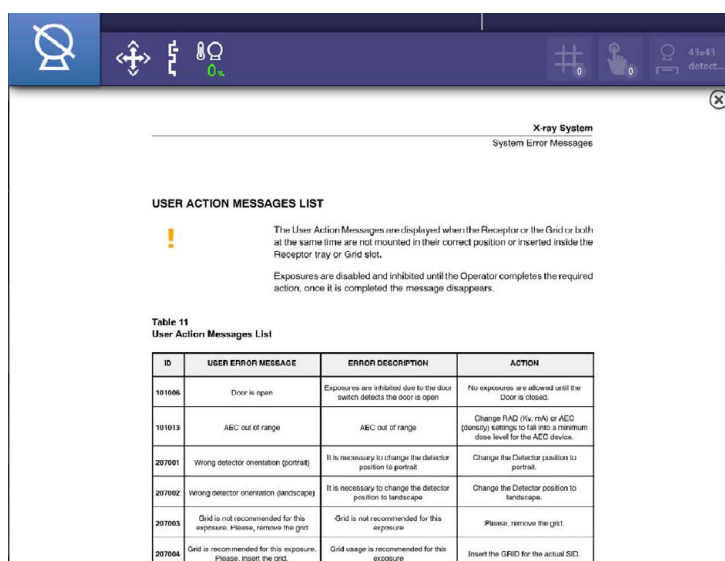 0%
0
0
43x43
detect...
X-ray System
System Error Messages
USER ACTION MESSAGES LIST
!
The User Action Messages are displayed when the Receptor or the Grid or both
at the same time are not mounted in their correct position or inserted inside the
Receptor tray or Grid slot.
Exposures are disabled and inhibited until the Operator completes the required
action, once it is completed the message disappears.
Table 11
User Action Messages List
ID USER ERROR MESSAGE ERROR DESCRIPTION ACTION
101006 Door is open Exposures are inhibited due to the door
switch detects the door is open No exposures are allowed until the
Door is closed.
101013 AEC out of range AEC out of range Change RAD (Kv, mA) or AEC
(density) settings to fall into a minimum
dose level for the AEC device.
207001 Wrong detector orientation (portrait) It is necessary to change the detector
position to portrait Change the Detector position to
portrait.
207002 Wrong detector orientation (landscape) It is necessary to change the detector
position to landscape Change the Detector position to
landscape.
207003 Grid is not recommended for this
exposure. Please, remove the grid Grid is not recommended for this
exposure Please, remove the grid.
207004 Grid is recommended for this exposure.
Please, insert the grid. Grid usage is recommended for this
exposure Insert the GRID for the actual SID.